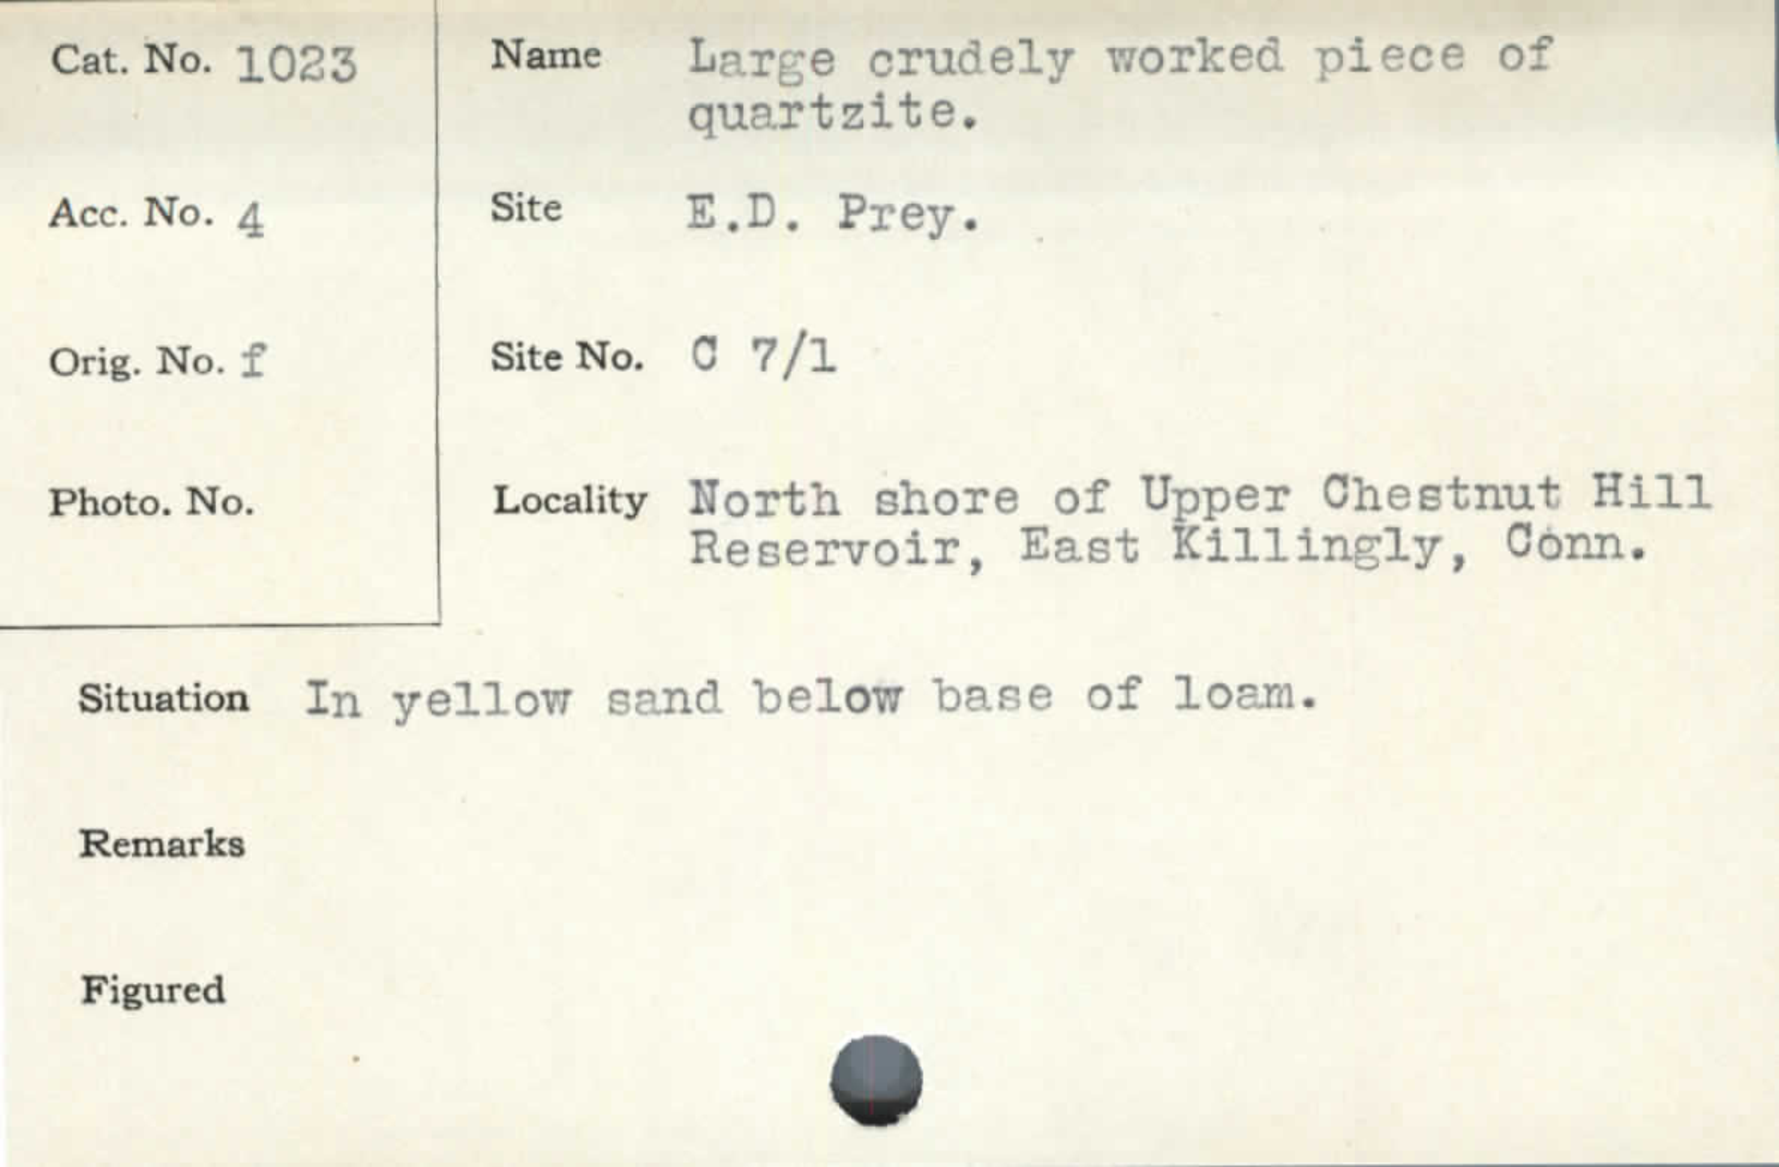 Cat. No. 1023
Name Large crudely worked piece of
quartzite.
Acc. No. 4
Site E.D. Prey.
Orig. No. f
Site No. C 7/1
Photo. No.
Locality North shore of Upper Chestnut Hill
Reservoir, East Killingly, Conn.
Situation In yellow sand below base of loam.
Remarks
Figured